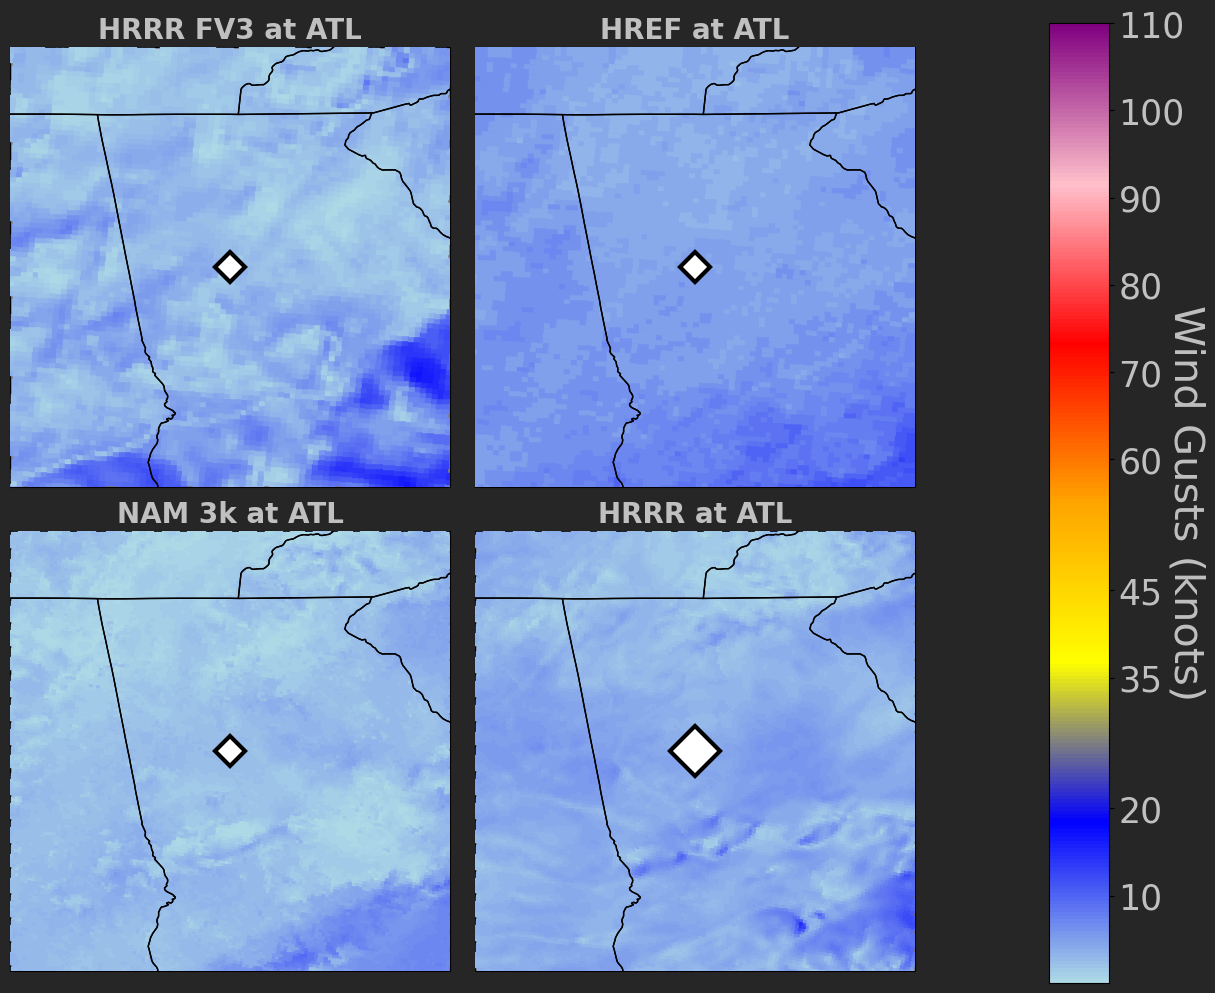 HRRR FV3 at ATL
HREF at ATL
NAM 3k at ATL
HRRR at ATL
110
100
90
80
70
60
45
35
20
10
Wind Gusts (knots)